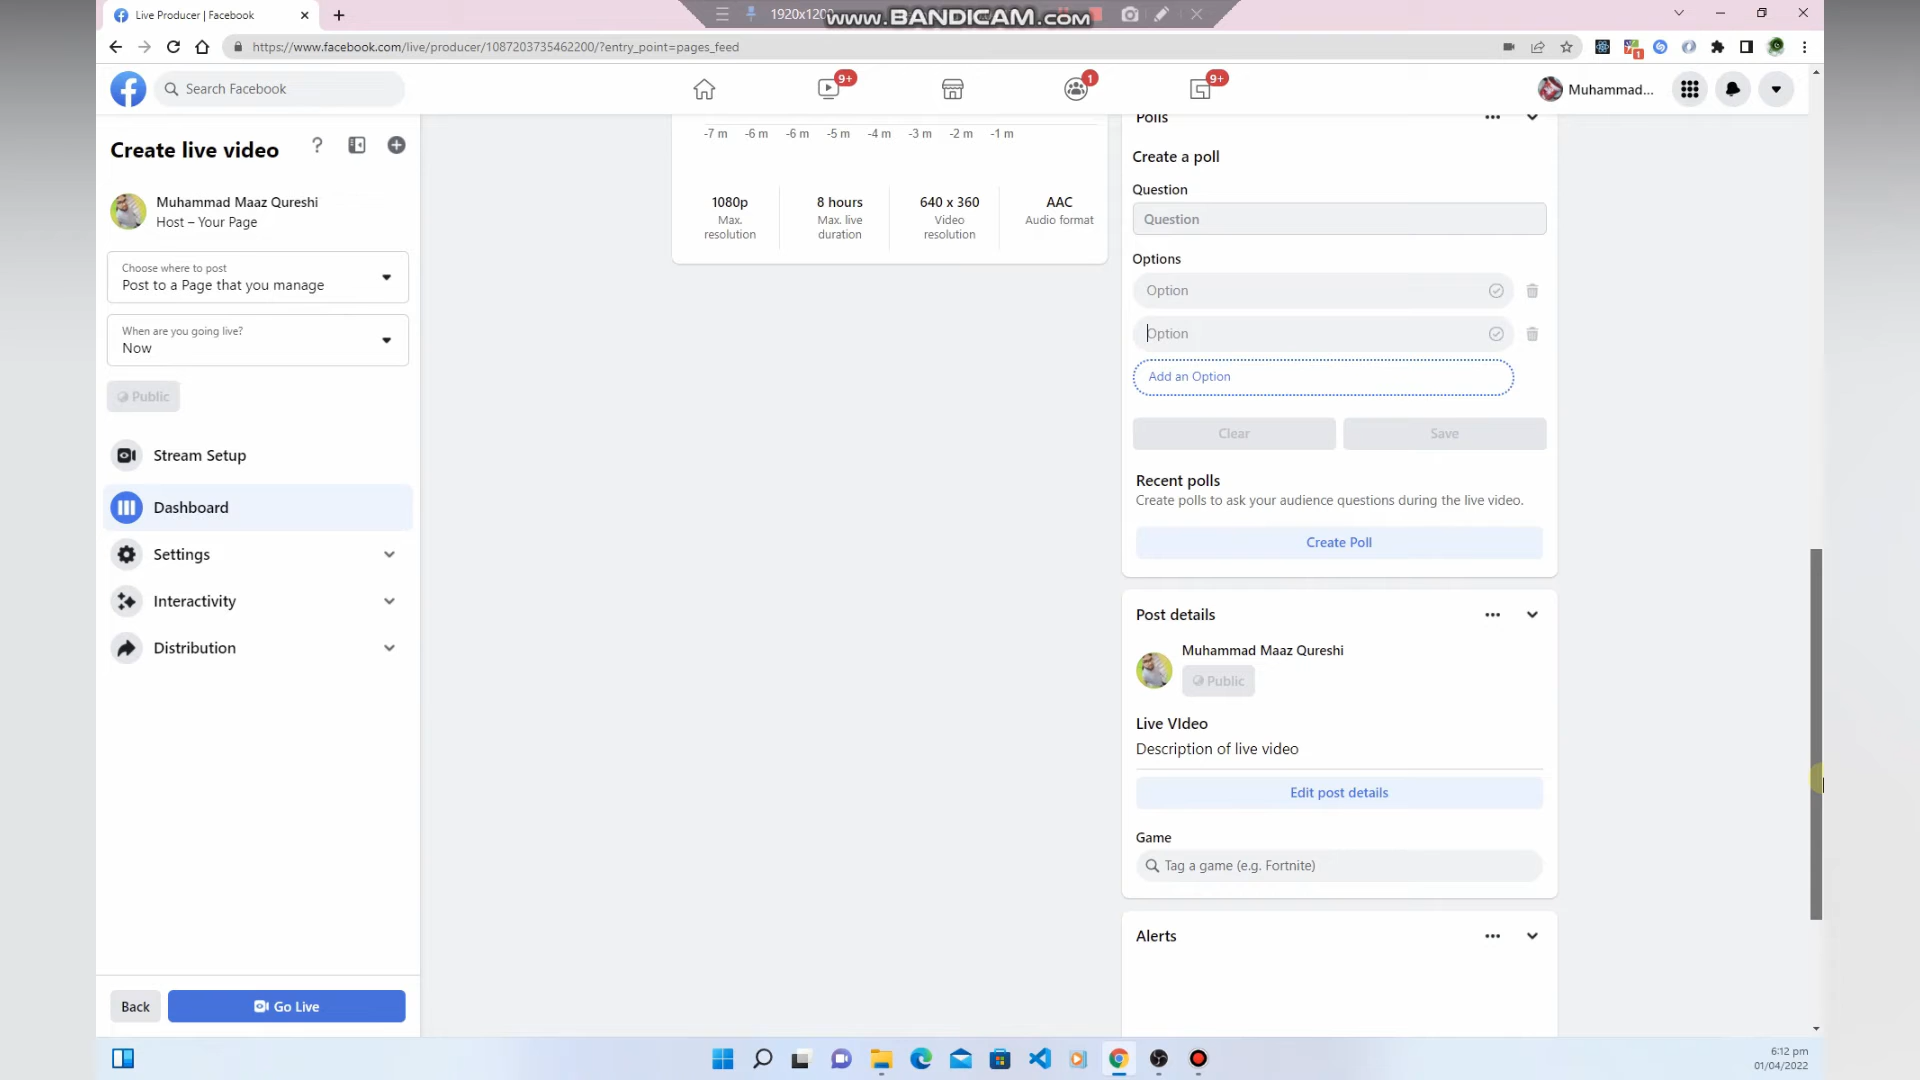 Live Producer | Facebook
1920x120
www.BANDICAM.com
https://www.facebook.com/live/producer/1087203735462200/?entry_point=pages_feed
1
Search Facebook
9+
1
9+
Muhammad...
Create live video
?
Muhammad Maaz Qureshi
Host – Your Page
Choose where to post
Post to a Page that you manage
When are you going live?
Now
Public
Stream Setup
Dashboard
Settings
Interactivity
Distribution
Back
Go Live
-7 m -6 m -6 m -5 m -4 m -3 m -2 m -1 m
1080p
Max.
resolution
8 hours
Max. live
duration
640 x 360
Video
resolution
AAC
Audio format
Polls
Create a poll
Question
Question
Options
Option
Option
Add an Option
Clear
Save
Recent polls
Create polls to ask your audience questions during the live video.
Create Poll
Post details
Muhammad Maaz Qureshi
Public
Live VIdeo
Description of live video
Edit post details
Game
Tag a game (e.g. Fortnite)
Alerts
6:12 pm
01/04/2022